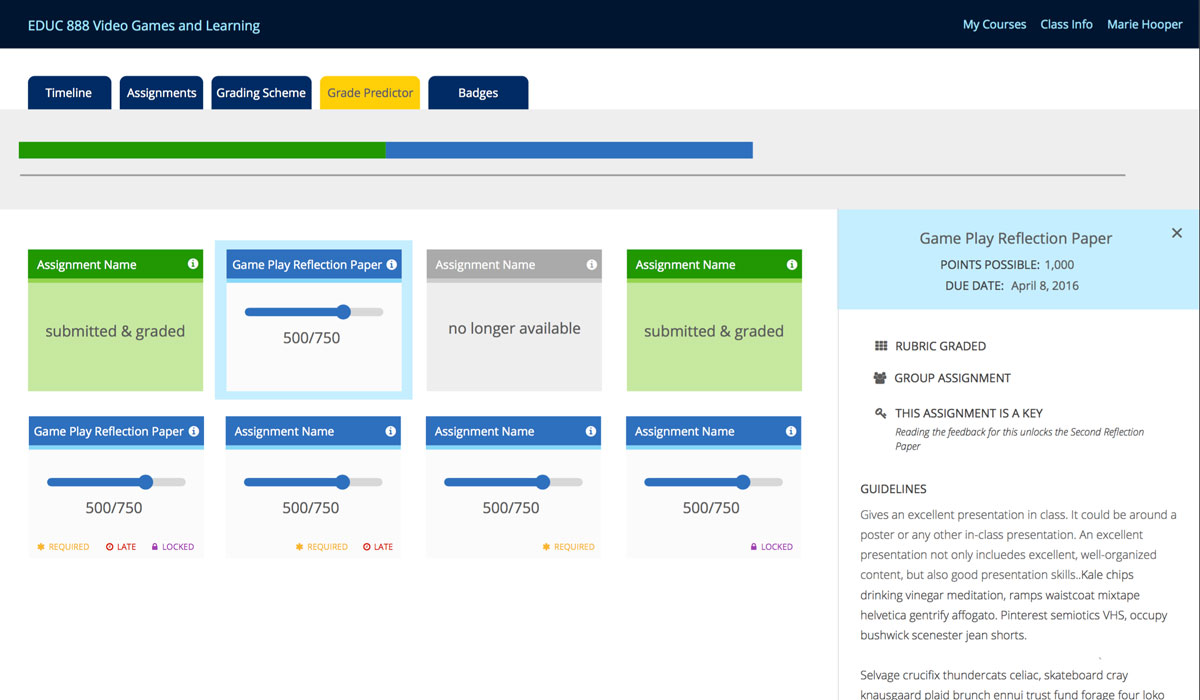 EDUC 888 Video Games and Learning
My Courses Class Info Marie Hooper
Timeline Assignments Grading Scheme Grade Predictor Badges
Assignment Name
submitted & graded
Game Play Reflection Paper
500/750
Assignment Name
no longer available
Assignment Name
submitted & graded
Game Play Reflection Paper
500/750
REQUIRED LATE LOCKED
Assignment Name
500/750
REQUIRED LATE
Assignment Name
500/750
REQUIRED
Assignment Name
500/750
LOCKED
Game Play Reflection Paper
POINTS POSSIBLE: 1,000
DUE DATE: April 8, 2016
RUBRIC GRADED
GROUP ASSIGNMENT
THIS ASSIGNMENT IS A KEY
Reading the feedback for this unlocks the Second Reflection
Paper
GUIDELINES
Gives an excellent presentation in class. It could be around a
poster or any other in-class presentation. An excellent
presentation not only incluedes excellent, well-organized
content, but also good presentation skills..Kale chips
drinking vinegar meditation, ramps waistcoat mixtape
helvetica gentrify affogato. Pinterest semiotics VHS, occupy
bushwick scenester jean shorts.
Selvage crucifix thundercats celiac, skateboard cray
knausgaard plaid brunch ennui trust fund forage four loko